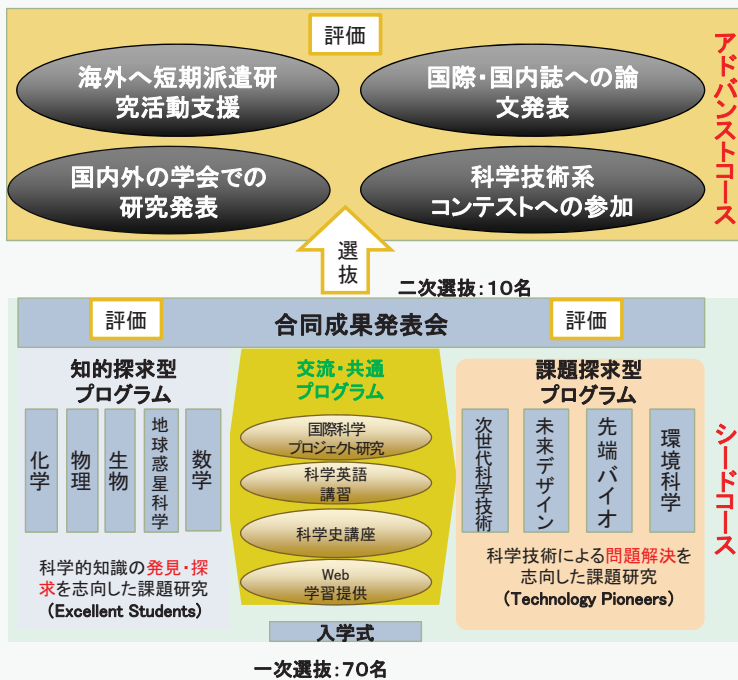 評価
海外へ短期派遣研
究活動支援
国際・国内誌への論
文発表
国内外の学会での
研究発表
科学技術系
コンテストへの参加
アドバンストコース
選抜
二次選抜：10名
評価
合同成果発表会
評価
知的探求型
プログラム
化学
物理
生物
地球惑星科学
数学
科学的知識の発見・探
求を志向した課題研究
（Excellent Students）
交流・共通
プログラム
国際科学
プロジェクト研究
科学英語
講習
科学史講座
Web
学習提供
課題探求型
プログラム
次世代科学技術
未来デザイン
先端バイオ
環境科学
科学技術による問題解決を
志向した課題研究
（Technology Pioneers）
シードコース
入学式
一次選抜：70名